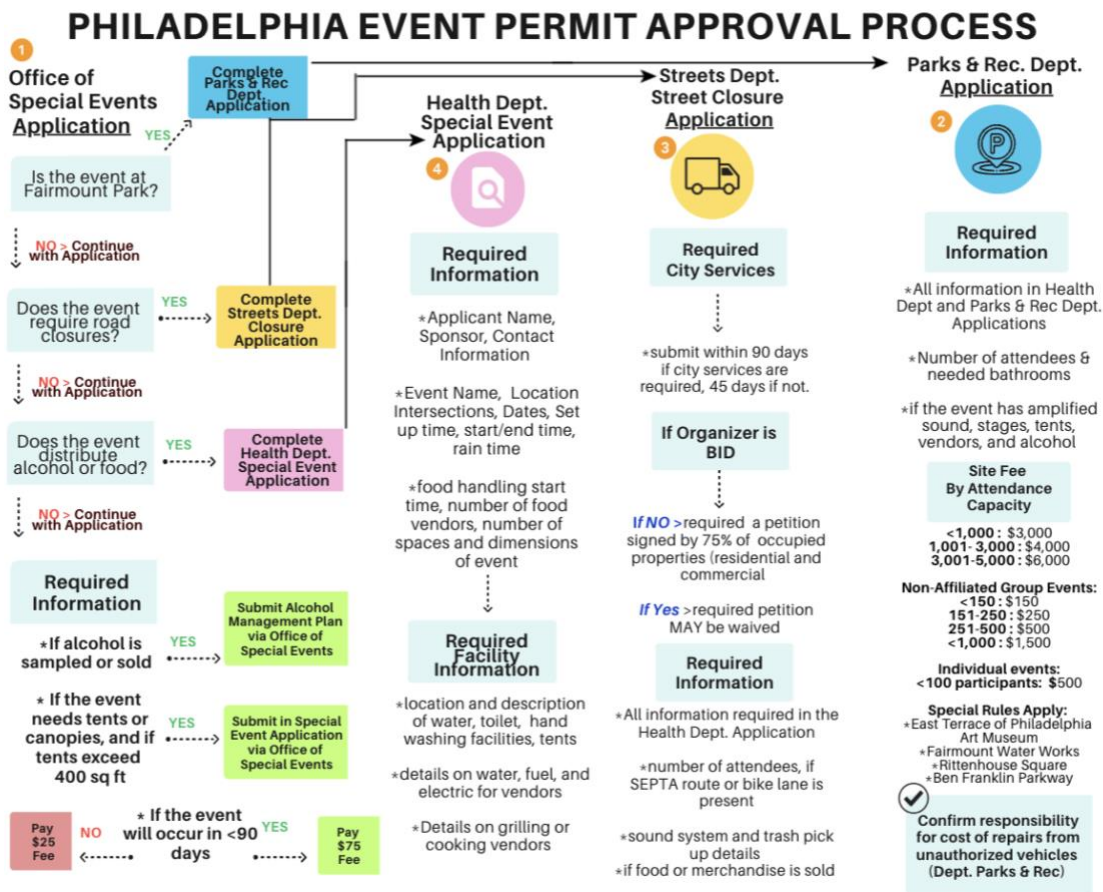 PHILADELPHIA EVENT PERMIT APPROVAL PROCESS
1
Office of
Special Events
Application
YES
Complete
Parks & Rec
Dept.
Application
Is the event at
Fairmount Park?
NO > Continue
with Application
Does the event
require road
closures?
YES
Complete
Streets Dept.
Closure
Application
NO > Continue
with Application
Does the event
distribute
alcohol or food?
YES
Complete
Health Dept.
Special Event
Application
NO > Continue
with Application
Required
Information
*If alcohol is
sampled or sold
YES
Submit Alcohol
Management Plan
via Office of
Special Events
* If the event
needs tents or
canopies, and if
tents exceed
400 sq ft
YES
Submit in Special
Event Application
via Office of
Special Events
Pay
$25
Fee
NO
* If the event
will occur in <90
days
YES
Pay
$75
Fee
Health Dept.
Special Event
Application
4
Required
Information
*Applicant Name,
Sponsor, Contact
Information
*Event Name, Location
Intersections, Dates, Set
up time, start/end time,
rain time
*food handling start
time, number of food
vendors, number of
spaces and dimensions
of event
Required
Facility
Information
*location and description
of water, toilet, hand
washing facilities, tents
*details on water, fuel, and
electric for vendors
*Details on grilling or
cooking vendors
Streets Dept.
Street Closure
Application
3
Required
City Services
*submit within 90 days
if city services are
required, 45 days if not.
If Organizer is
BID
If NO >required a petition
signed by 75% of occupied
properties (residential and
commercial
If Yes >required petition
MAY be waived
Required
Information
*All information required in the
Health Dept. Application
*number of attendees, if
SEPTA route or bike lane is
present
*sound system and trash pick
up details
*if food or merchandise is sold
Parks & Rec. Dept.
Application
2
P
Required
Information
*All information in Health
Dept and Parks & Rec Dept.
Applications
*Number of attendees &
needed bathrooms
*if the event has amplified
sound, stages, tents,
vendors, and alcohol
Site Fee
By Attendance
Capacity
<1,000 : $3,000
1,001- 3,000 : $4,000
3,001-5,000 : $6,000
Non-Affiliated Group Events:
<150 : $150
151-250 : $250
251-500 : $500
<1,000 : $1,500
Individual events:
<100 participants: $500
Special Rules Apply:
*East Terrace of Philadelphia
Art Museum
*Fairmount Water Works
*Rittenhouse Square
*Ben Franklin Parkway
Confirm responsibility
for cost of repairs from
unauthorized vehicles
(Dept. Parks & Rec)